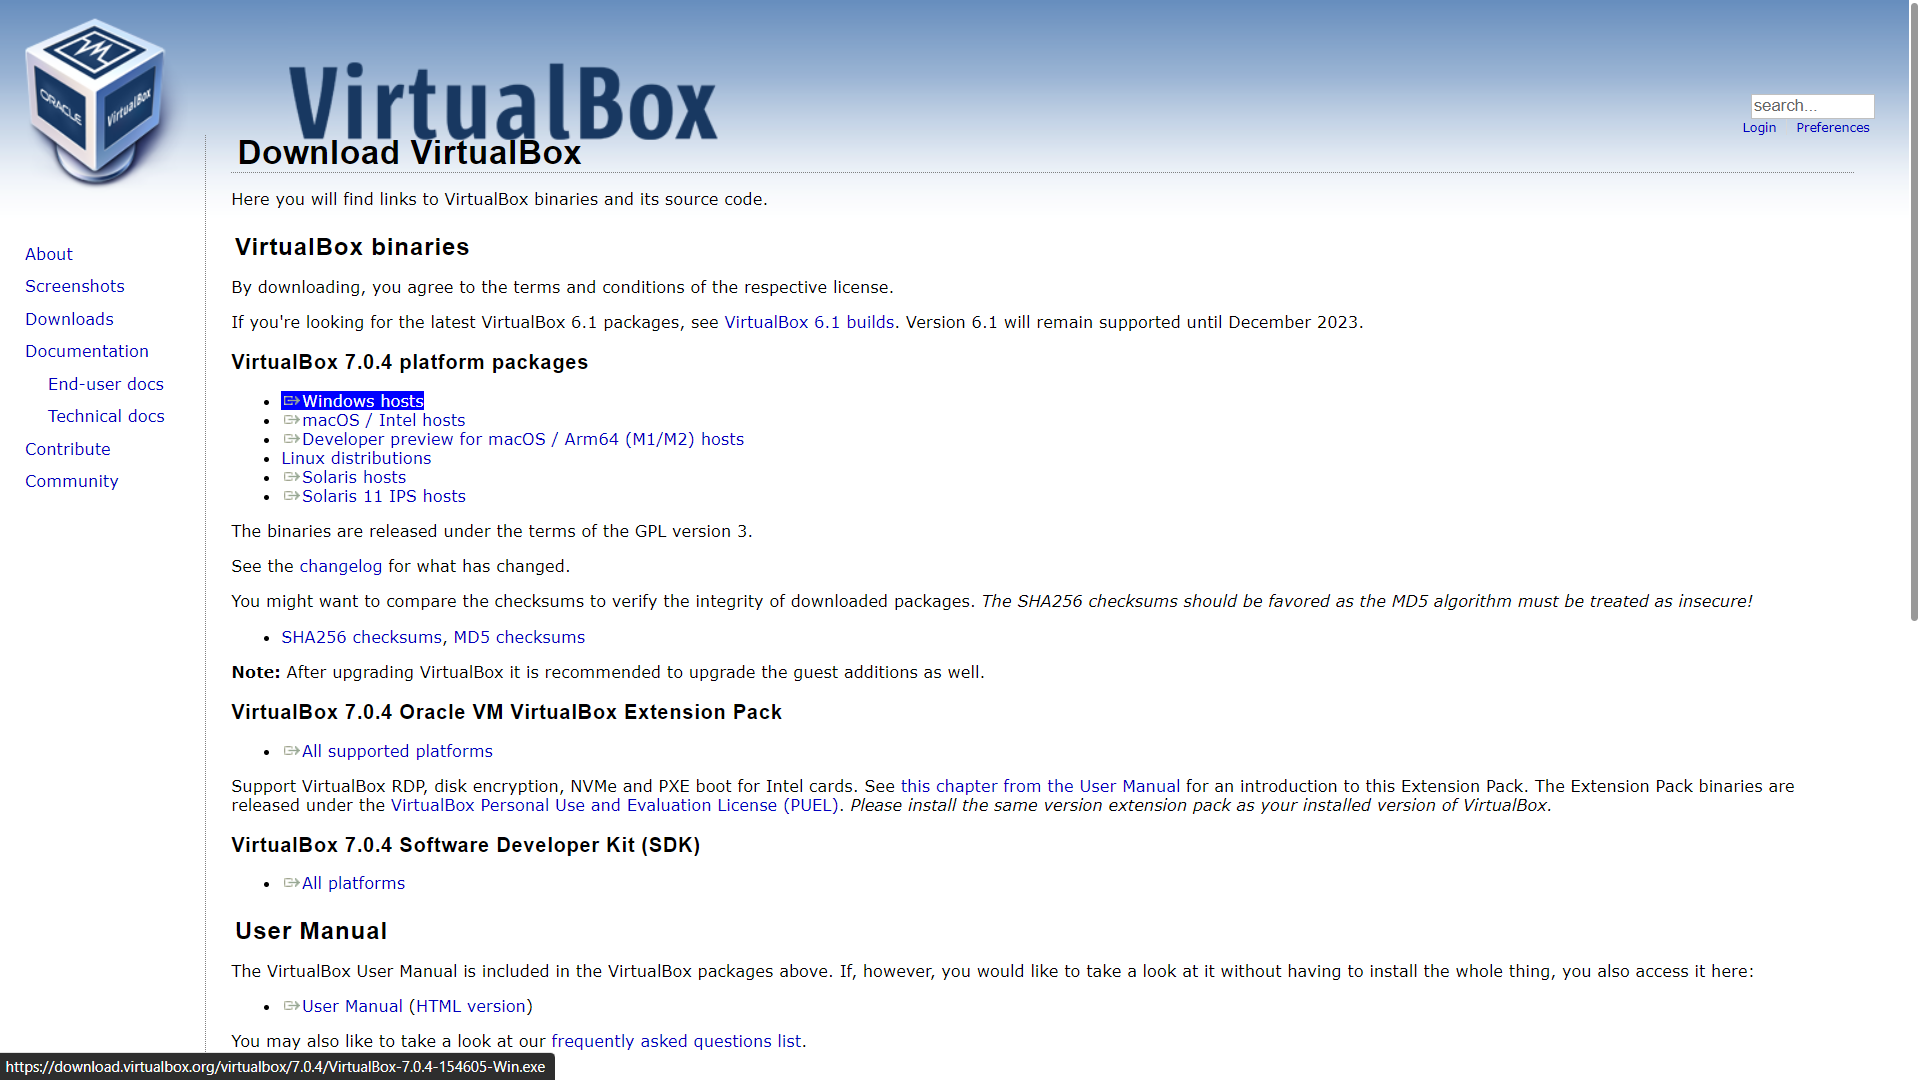 ORACLE
VirtualBox
VirtualBox
search...
Login Preferences
Download VirtualBox
Here you will find links to VirtualBox binaries and its source code.
About
Screenshots
Downloads
Documentation
End-user docs
Technical docs
Contribute
Community
VirtualBox binaries
By downloading, you agree to the terms and conditions of the respective license.
If you're looking for the latest VirtualBox 6.1 packages, see VirtualBox 6.1 builds. Version 6.1 will remain supported until December 2023.
VirtualBox 7.0.4 platform packages
Windows hosts
macOS / Intel hosts
Developer preview for macOS / Arm64 (M1/M2) hosts
Linux distributions
Solaris hosts
Solaris 11 IPS hosts
The binaries are released under the terms of the GPL version 3.
See the changelog for what has changed.
You might want to compare the checksums to verify the integrity of downloaded packages. The SHA256 checksums should be favored as the MD5 algorithm must be treated as insecure!
SHA256 checksums, MD5 checksums
Note: After upgrading VirtualBox it is recommended to upgrade the guest additions as well.
VirtualBox 7.0.4 Oracle VM VirtualBox Extension Pack
All supported platforms
Support VirtualBox RDP, disk encryption, NVMe and PXE boot for Intel cards. See this chapter from the User Manual for an introduction to this Extension Pack. The Extension Pack binaries are
released under the VirtualBox Personal Use and Evaluation License (PUEL). Please install the same version extension pack as your installed version of VirtualBox.
VirtualBox 7.0.4 Software Developer Kit (SDK)
All platforms
User Manual
The VirtualBox User Manual is included in the VirtualBox packages above. If, however, you would like to take a look at it without having to install the whole thing, you also access it here:
User Manual (HTML version)
You may also like to take a look at our frequently asked questions list.
https://download.virtualbox.org/virtualbox/7.0.4/VirtualBox-7.0.4-154605-Win.exe